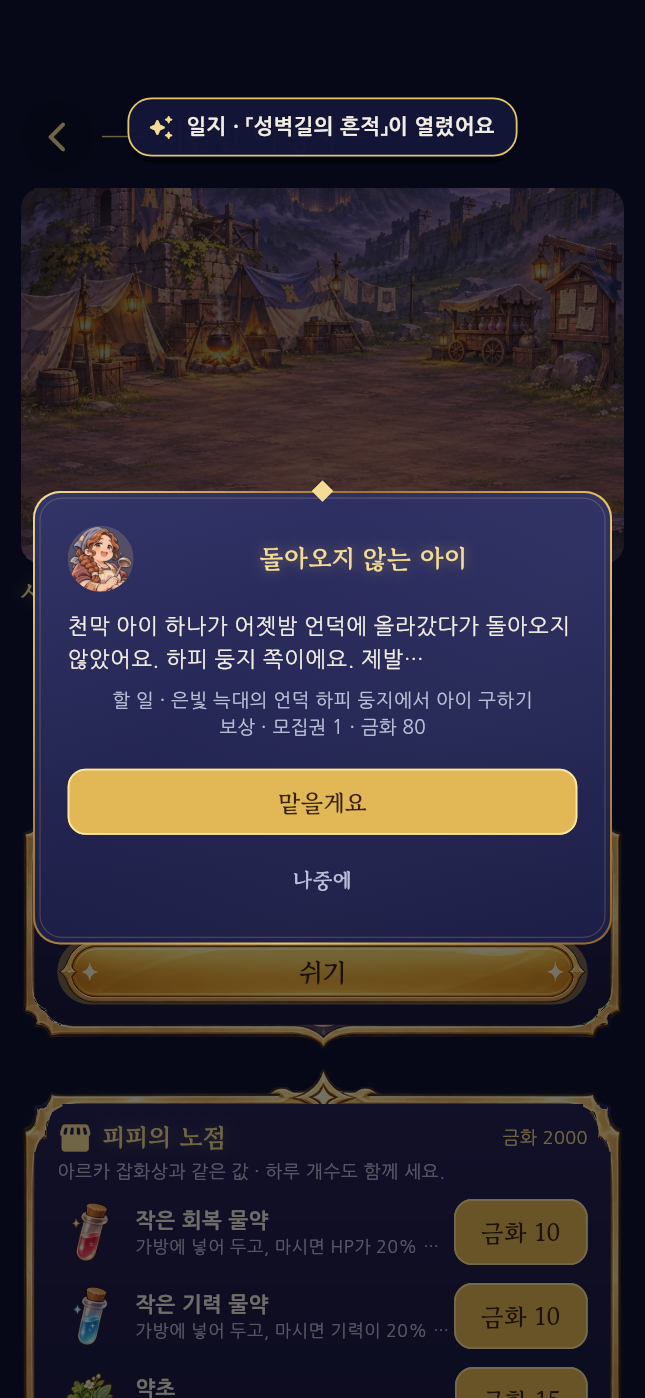 일지 · 「성벽길의 흔적」이 열렸어요
돌아오지 않는 아이
천막 아이 하나가 어젯밤 언덕에 올라갔다가 돌아오지
않았어요. 하피 둥지 쪽이에요. 제발…
할 일 · 은빛 늑대의 언덕 하피 둥지에서 아이 구하기
보상 · 모집권 1 · 금화 80
맡을게요
나중에
쉬기
피피의 노점
금화 2000
아르카 잡화상과 같은 값 · 하루 개수도 함께 세요.
작은 회복 물약
가방에 넣어 두고, 마시면 HP가 20% …
금화 10
작은 기력 물약
가방에 넣어 두고, 마시면 기력이 20% …
금화 10
약초
금화 15